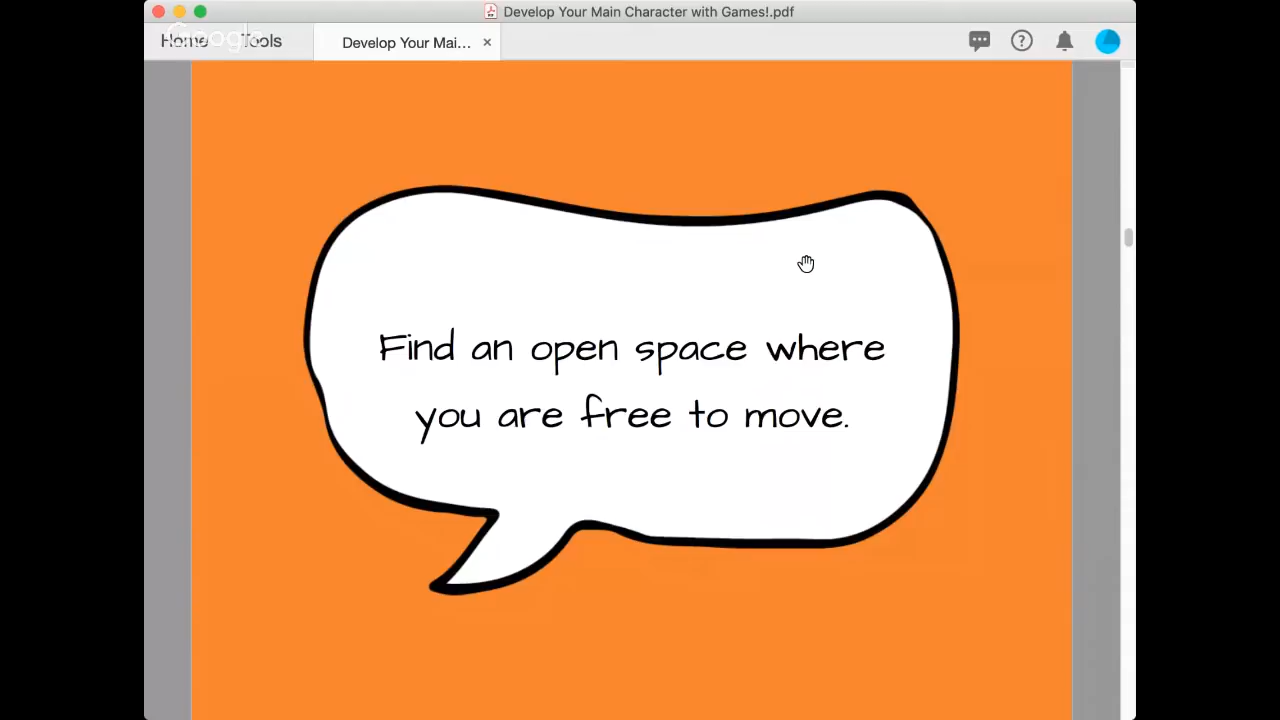 Develop Your Main Character with Games!.pdf
Home Tools Develop Your Mai... ×
Google
Find an open space where
you are free to move.